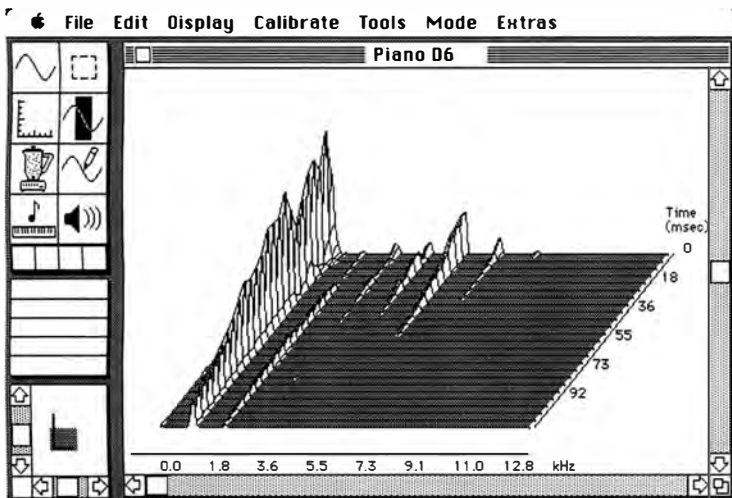 File Edit Display Calibrate Tools Mode Extras
Piano D6
Time
(msec)
0
18
36
55
73
92
0.0 1.8 3.6 5.5 7.3 9.1 11.0 12.8 kHz